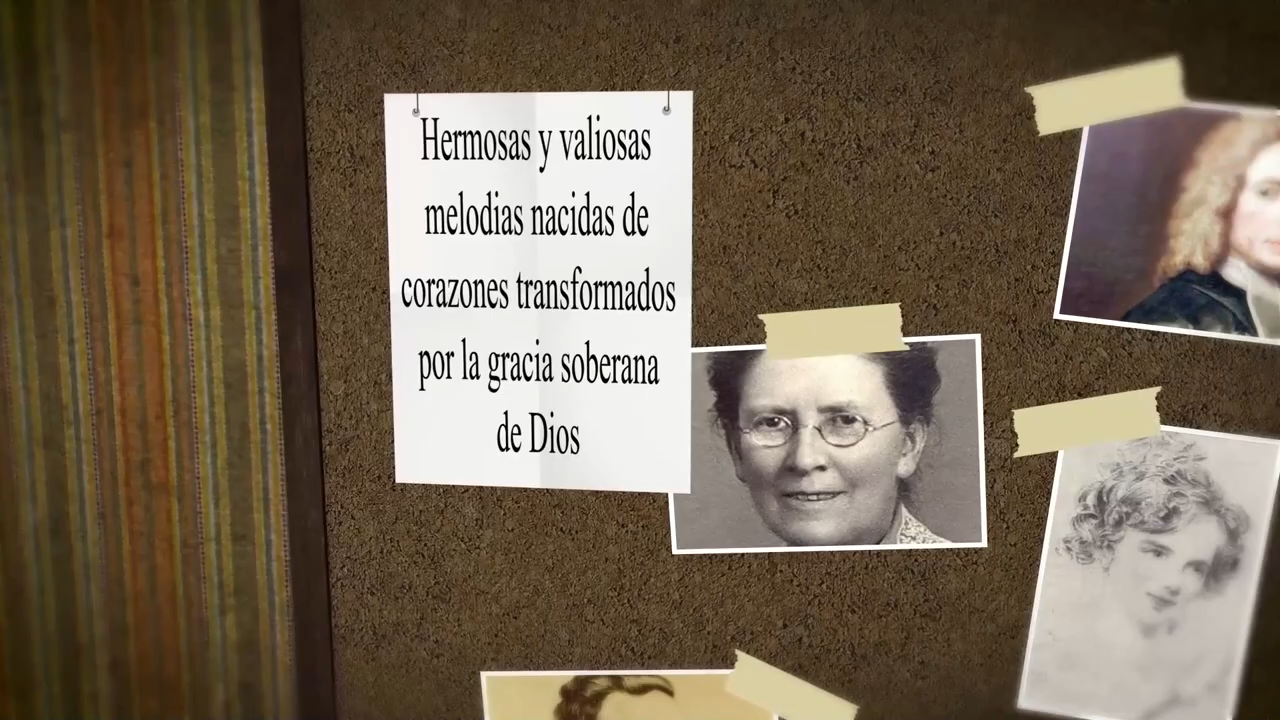 Hermosas y valiosas
melodias nacidas de
corazones transformados
por la gracia soberana
de Dios